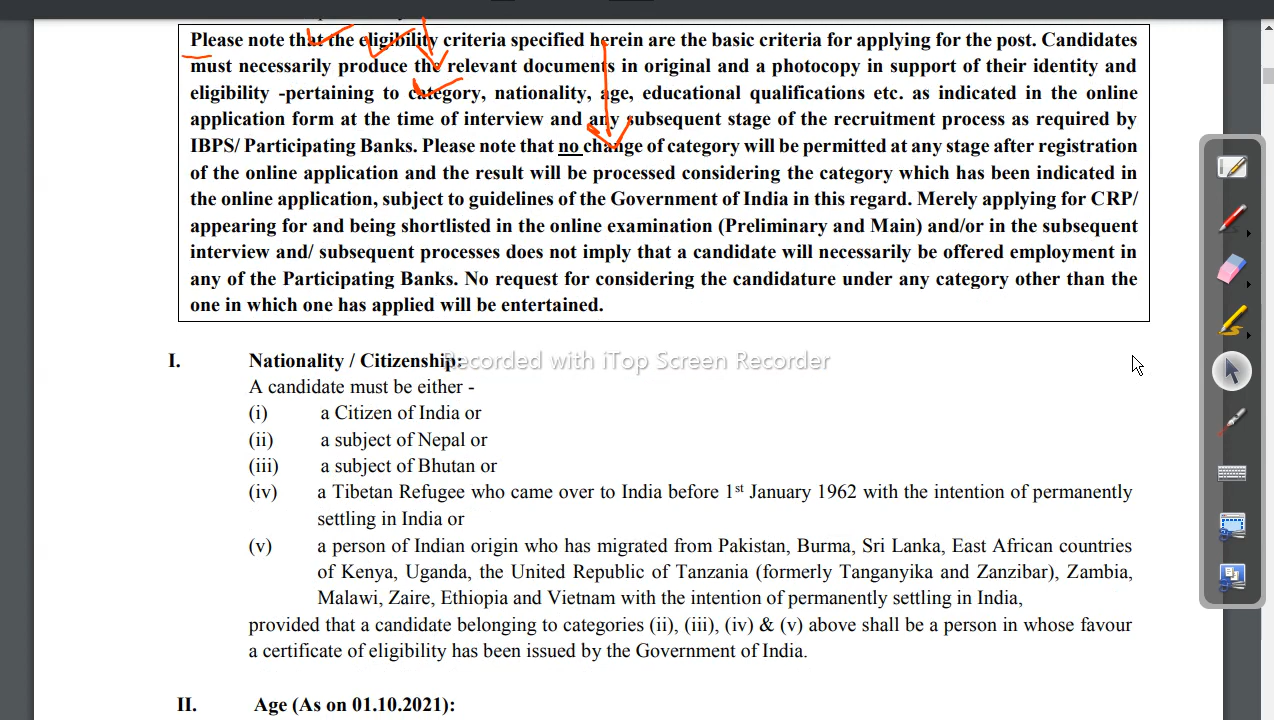 Please note that the eligibility criteria specified herein are the basic criteria for applying for the post. Candidates
must necessarily produce the relevant documents in original and a photocopy in support of their identity and
eligibility -pertaining to category, nationality, age, educational qualifications etc. as indicated in the online
application form at the time of interview and any subsequent stage of the recruitment process as required by
IBPS/ Participating Banks. Please note that no change of category will be permitted at any stage after registration
of the online application and the result will be processed considering the category which has been indicated in
the online application, subject to guidelines of the Government of India in this regard. Merely applying for CRP/
appearing for and being shortlisted in the online examination (Preliminary and Main) and/or in the subsequent
interview and/ subsequent processes does not imply that a candidate will necessarily be offered employment in
any of the Participating Banks. No request for considering the candidature under any category other than the
one in which one has applied will be entertained.
I. Nationality / Citizenship:
Recorded with iTop Screen Recorder
A candidate must be either -
(i) a Citizen of India or
(ii) a subject of Nepal or
(iii) a subject of Bhutan or
(iv) a Tibetan Refugee who came over to India before 1st January 1962 with the intention of permanently
settling in India or
(v) a person of Indian origin who has migrated from Pakistan, Burma, Sri Lanka, East African countries
of Kenya, Uganda, the United Republic of Tanzania (formerly Tanganyika and Zanzibar), Zambia,
Malawi, Zaire, Ethiopia and Vietnam with the intention of permanently settling in India,
provided that a candidate belonging to categories (ii), (iii), (iv) & (v) above shall be a person in whose favour
a certificate of eligibility has been issued by the Government of India.
II. Age (As on 01.10.2021):